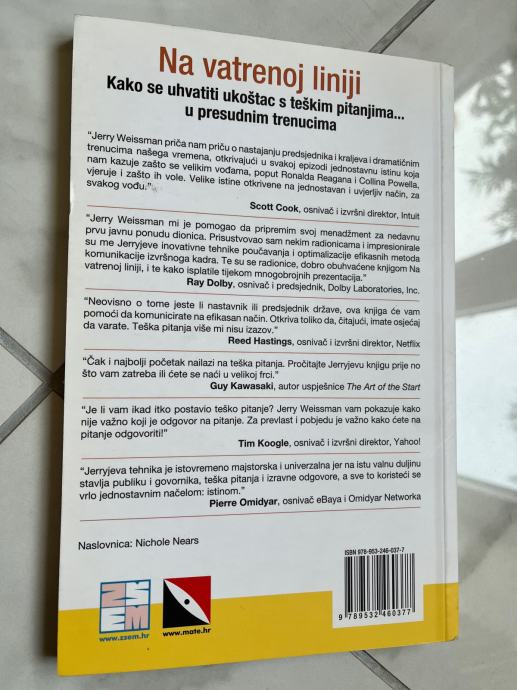 Na vatrenoj liniji
Kako se uhvatiti ukoštac s teškim pitanjima...
u presudnim trenucima
“Jerry Weissman priča nam priču o nastajanju predsjednika i kraljeva i dramatičnim
trenucima našega vremena, otkrivajući u svakoj epizodi jednostavnu istinu koja
nam kazuje zašto se velikim vođama, poput Ronalda Reagana i Collina Powella,
vjeruje i zašto ih vole. Velike istine otkrivene na jednostavan i uvjerljiv način, za
svakog vođu.”
Scott Cook, osnivač i izvršni direktor, Intuit
“Jerry Weissman mi je pomogao da pripremim svoj menadžment za nedavnu
prvu javnu ponudu dionica. Prisustvovao sam nekim radionicama i impresionirale
su me Jerryjeve inovativne tehnike poučavanja i optimalizacije efikasnih metoda
komunikacije izvršnoga kadra. Te su se radionice, dobro obuhvaćene knjigom Na
vatrenoj liniji, i te kako isplatile tijekom mnogobrojnih prezentacija.”
Ray Dolby, osnivač i predsjednik, Dolby Laboratories, Inc.
“Neovisno o tome jeste li nastavnik ili predsjednik države, ova knjiga će vam
pomoći da komunicirate na efikasan način. Otkriva toliko da, čitajući, imate osjećaj
da varate. Teška pitanja više mi nisu izazov.”
Reed Hastings, osnivač i izvršni direktor, Netflix
“Čak i najbolji početak nailazi na teška pitanja. Pročitajte Jerryjevu knjigu prije no
što vam zatreba ili ćete se naći u velikoj frci.”
Guy Kawasaki, autor uspješnice The Art of the Start
“Je li vam ikad itko postavio teško pitanje? Jerry Weissman vam pokazuje kako
nije važno koji je odgovor na pitanje. Za prevlast i pobjedu je važno kako ćete na
pitanje odgovoriti!”
Tim Koogle, osnivač i izvršni direktor, Yahoo!
“Jerryjeva tehnika je istovremeno majstorska i univerzalna jer na istu valnu duljinu
stavlja publiku i govornika, teška pitanja i izravne odgovore, a sve to koristeći se
vrlo jednostavnim načelom: istinom.”
Pierre Omidyar, osnivač eBaya i Omidyar Networka
Naslovnica: Nichole Nears
ISBN 978-953-246-037-7
9 789532 460377
ZS
EM
www.zsem.hr
www.mate.hr